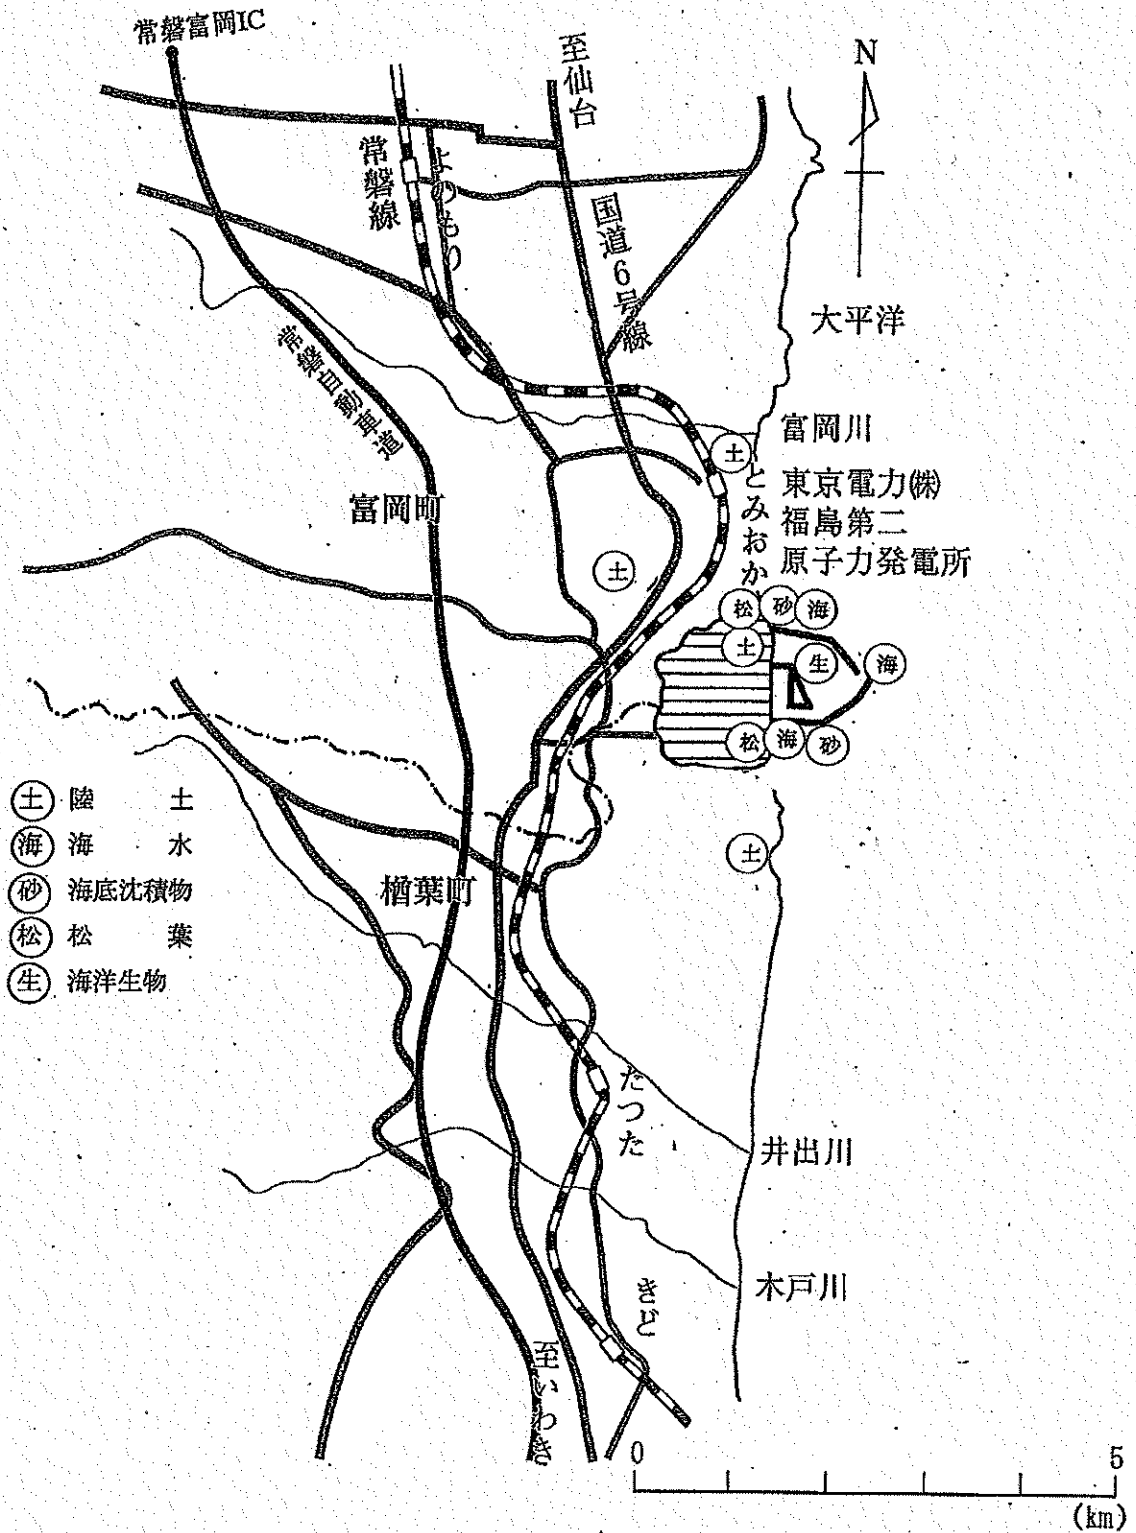 常磐富岡IC
至仙台
N
常磐線
よのもり
国道6号線
大平洋
常磐自動車道
富岡川
土
とみおか
東京電力㈱
福島第二
原子力発電所
富岡町
土
松 砂 海
土 生 海
松 海 砂
土 陸土
海 海水
砂 海底沈積物
松 松葉
生 海洋生物
土
楢葉町
たつた
井出川
木戸川
きど
至いわき
0 5
(km)